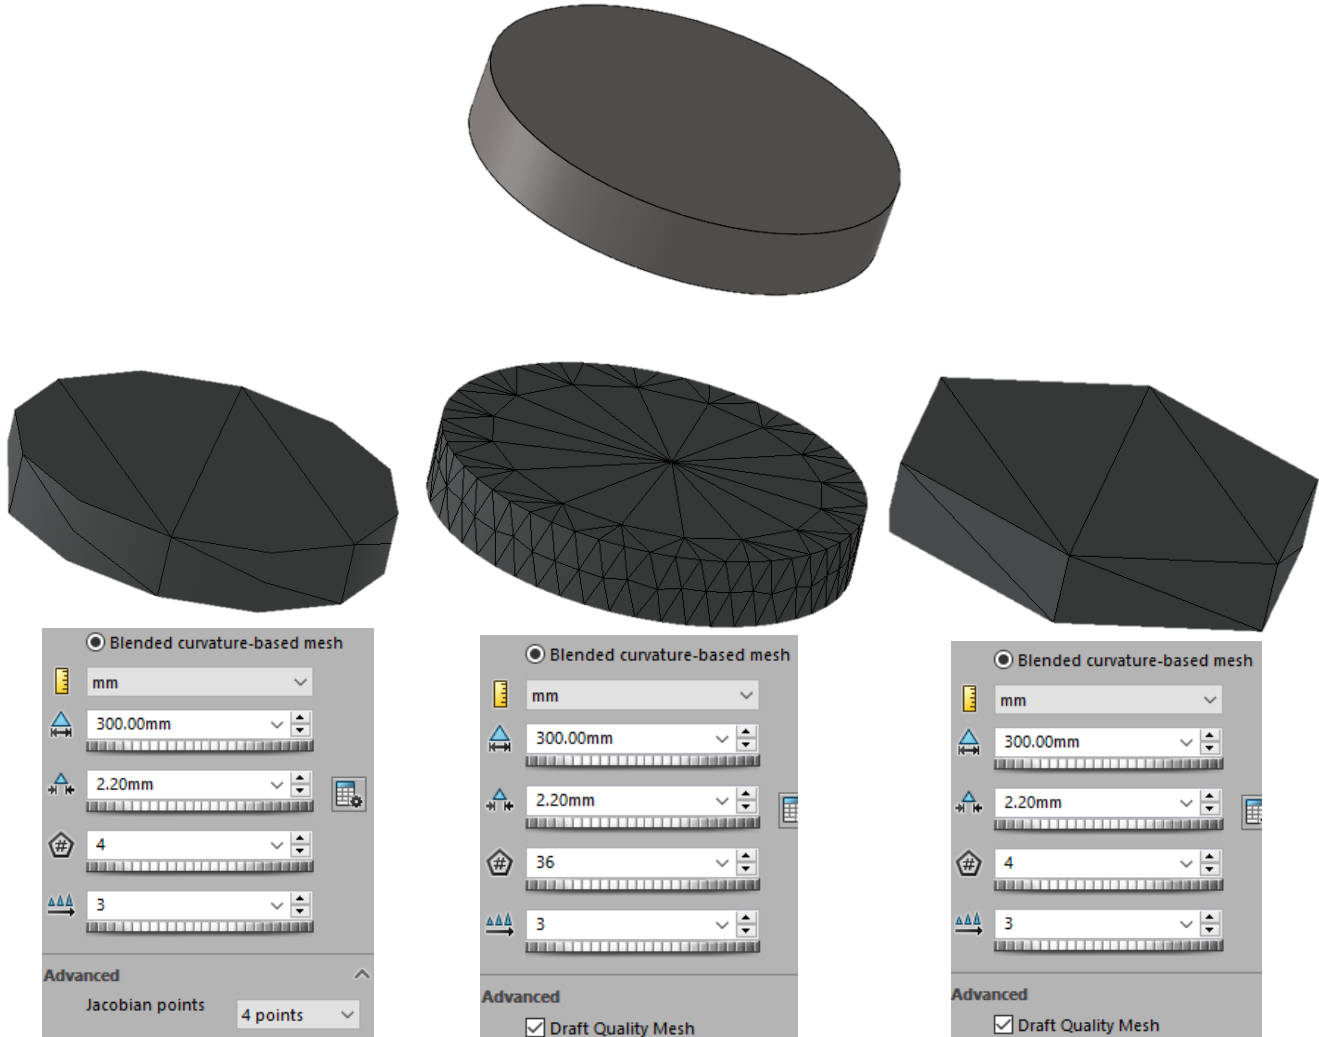 Blended curvature-based mesh
mm
300.00mm
2.20mm
4
3
Advanced
Jacobian points 4 points
Blended curvature-based mesh
mm
300.00mm
2.20mm
36
3
Advanced
Draft Quality Mesh
Blended curvature-based mesh
mm
300.00mm
2.20mm
4
3
Advanced
Draft Quality Mesh